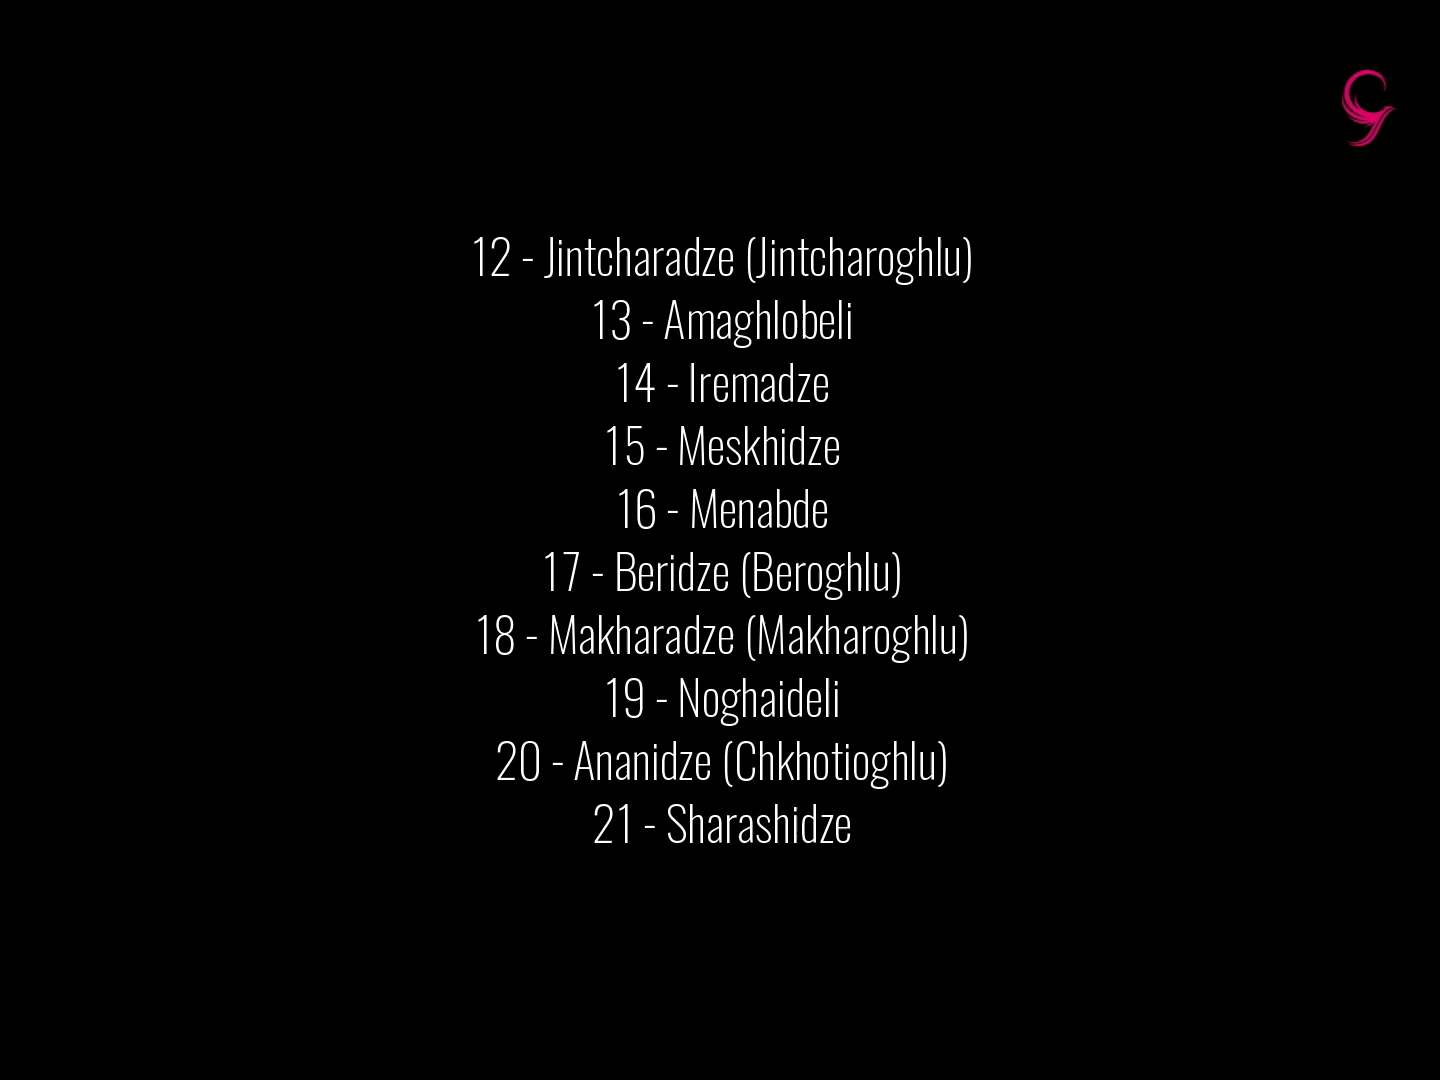 12 - Jintcharadze (Jintcharoghlu)
13 - Amaghlobeli
14 - Iremadze
15 - Meskhidze
16 - Menabde
17 - Beridze (Beroghlu)
18 - Makharadze (Makharoghlu)
19 - Noghaideli
20 - Ananidze (Chkhotioghlu)
21 - Sharashidze